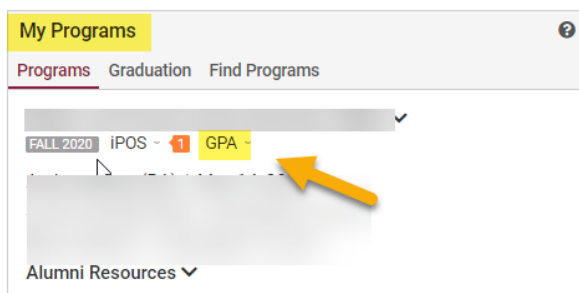 My Programs
Programs Graduation Find Programs
FALL 2020 iPOS 1 GPA
Alumni Resources